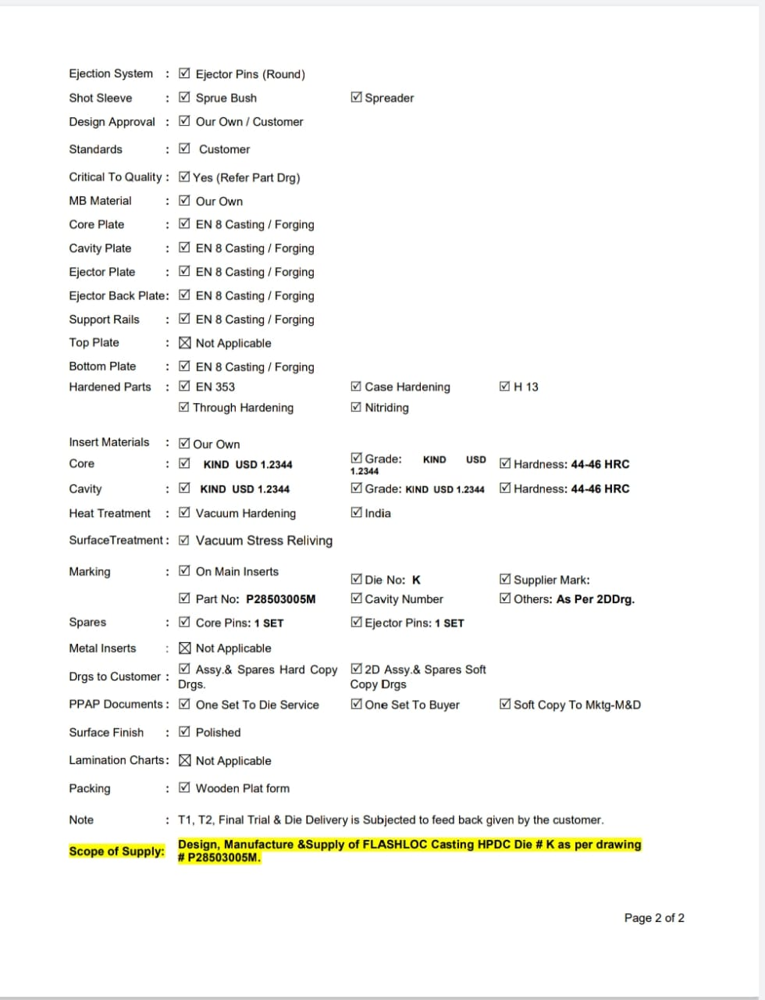 Ejection System : ☑ Ejector Pins (Round)
Shot Sleeve : ☑ Sprue Bush ☑ Spreader
Design Approval : ☑ Our Own / Customer
Standards : ☑ Customer
Critical To Quality : ☑ Yes (Refer Part Drg)
MB Material : ☑ Our Own
Core Plate : ☑ EN 8 Casting / Forging
Cavity Plate : ☑ EN 8 Casting / Forging
Ejector Plate : ☑ EN 8 Casting / Forging
Ejector Back Plate: ☑ EN 8 Casting / Forging
Support Rails : ☑ EN 8 Casting / Forging
Top Plate : ☒ Not Applicable
Bottom Plate : ☑ EN 8 Casting / Forging
Hardened Parts : ☑ EN 353 ☑ Case Hardening ☑ H 13
☑ Through Hardening ☑ Nitriding
Insert Materials : ☑ Our Own
Core : ☑ KIND USD 1.2344 ☑ Grade: KIND USD 1.2344 ☑ Hardness: 44-46 HRC
Cavity : ☑ KIND USD 1.2344 ☑ Grade: KIND USD 1.2344 ☑ Hardness: 44-46 HRC
Heat Treatment : ☑ Vacuum Hardening ☑ India
SurfaceTreatment : ☑ Vacuum Stress Reliving
Marking : ☑ On Main Inserts ☑ Die No: K ☑ Supplier Mark:
☑ Part No: P28503005M ☑ Cavity Number ☑ Others: As Per 2DDrg.
Spares : ☑ Core Pins: 1 SET ☑ Ejector Pins: 1 SET
Metal Inserts : ☒ Not Applicable
Drgs to Customer : ☑ Assy.& Spares Hard Copy Drgs. ☑ 2D Assy.& Spares Soft Copy Drgs
PPAP Documents : ☑ One Set To Die Service ☑ One Set To Buyer ☑ Soft Copy To Mktg-M&D
Surface Finish : ☑ Polished
Lamination Charts: ☒ Not Applicable
Packing : ☑ Wooden Plat form
Note : T1, T2, Final Trial & Die Delivery is Subjected to feed back given by the customer.
Scope of Supply: Design, Manufacture &Supply of FLASHLOC Casting HPDC Die # K as per drawing
# P28503005M.
Page 2 of 2